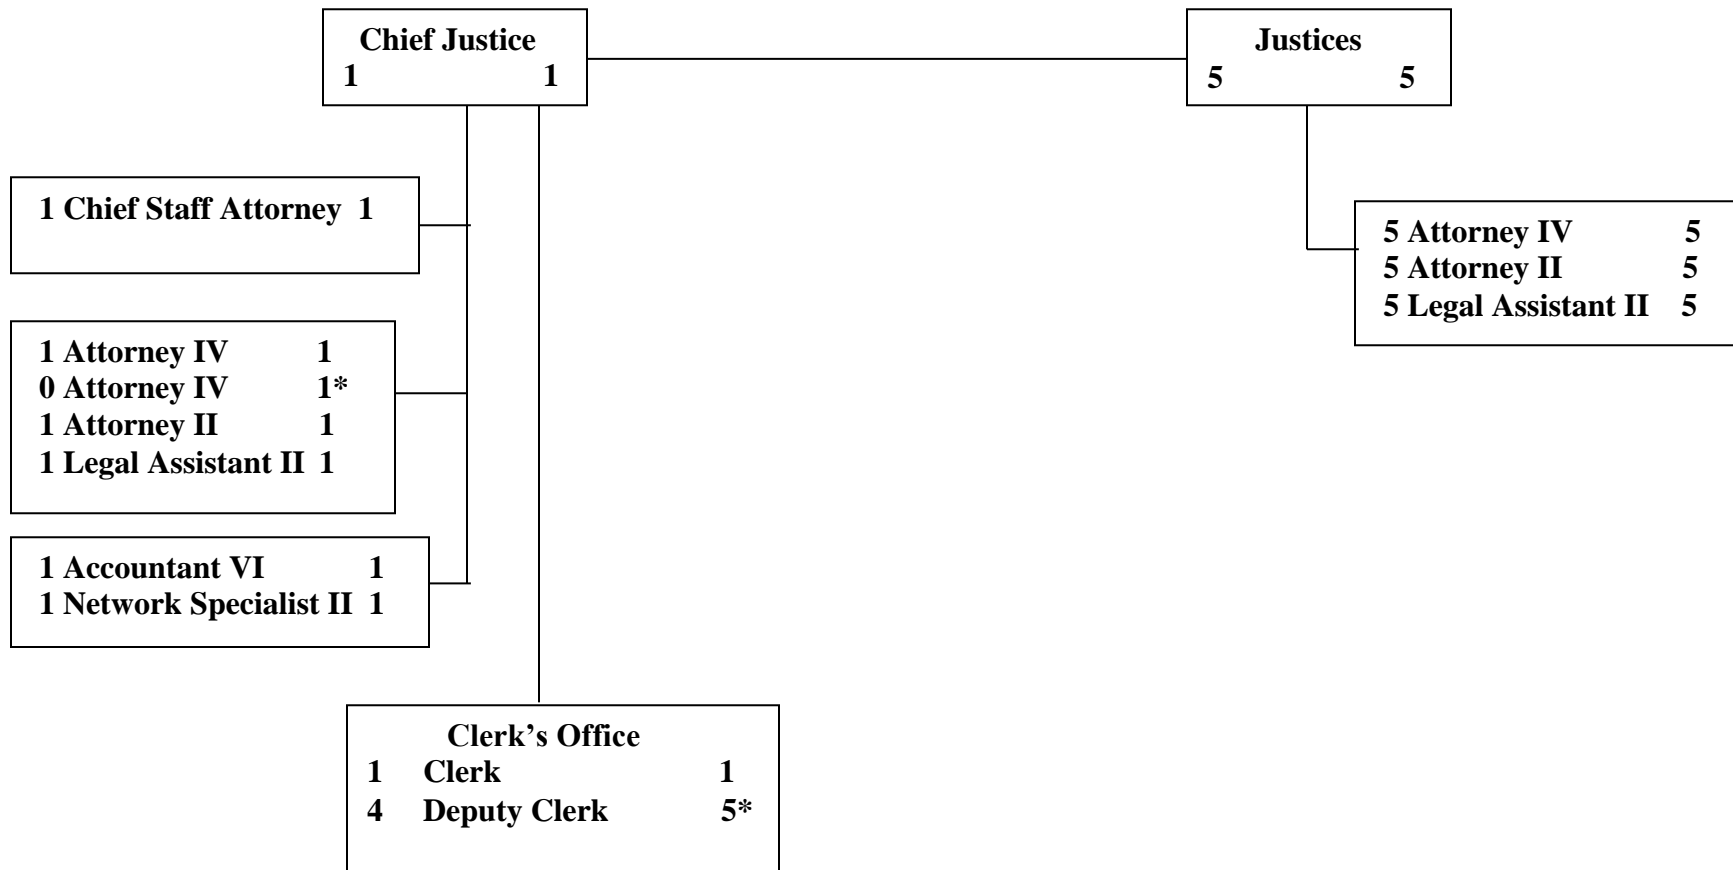 Chief Justice
1 1
Justices
5 5
1 Chief Staff Attorney 1
5 Attorney IV 5
5 Attorney II 5
5 Legal Assistant II 5
1 Attorney IV 1
0 Attorney IV 1*
1 Attorney II 1
1 Legal Assistant II 1
1 Accountant VI 1
1 Network Specialist II 1
Clerk’s Office
1 Clerk 1
4 Deputy Clerk 5*